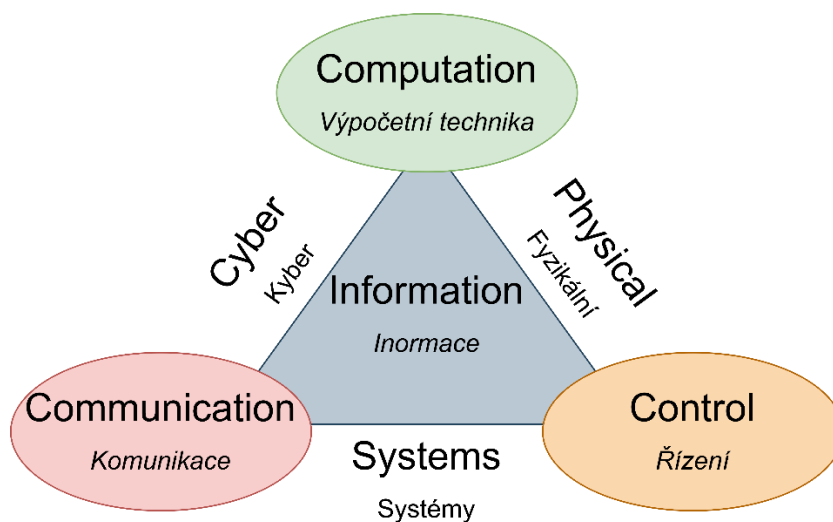 Computation
Výpočetní technika
Cyber
Kyber
Physical
Fyzikální
Information
Inormace
Communication
Komunikace
Control
Řízení
Systems
Systémy